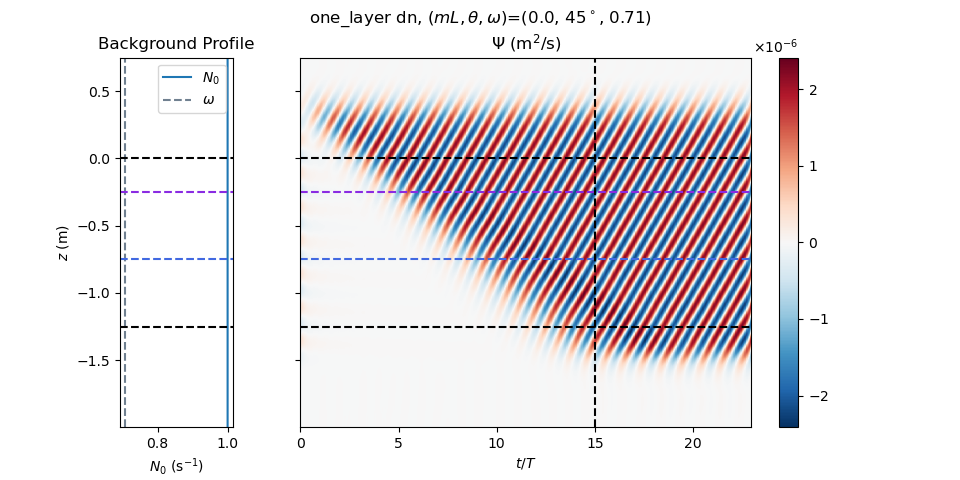 one_layer dn, (mL, θ, ω)=(0.0, 45°, 0.71)
Background Profile
Ψ (m²/s)
×10⁻⁶
N₀
ω
0.5
0.0
−0.5
−1.0
−1.5
z (m)
0.8 1.0
N₀ (s⁻¹)
0 5 10 15 20
t/T
2
1
0
−1
−2